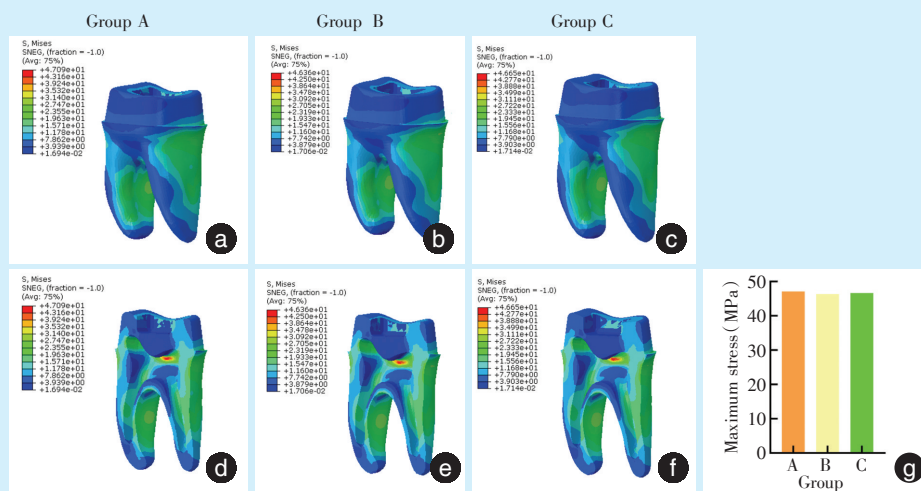 Group A
Group B
Group C
S, Mises
SNEG, (fraction = -1.0)
(Avg: 75%)
+4.709e+01
+4.316e+01
+3.924e+01
+3.532e+01
+3.140e+01
+2.747e+01
+2.355e+01
+1.963e+01
+1.571e+01
+1.178e+01
+7.862e+00
+3.939e+00
+1.694e-02
a
S, Mises
SNEG, (fraction = -1.0)
(Avg: 75%)
+4.636e+01
+4.250e+01
+3.864e+01
+3.478e+01
+3.092e+01
+2.705e+01
+2.319e+01
+1.933e+01
+1.547e+01
+1.160e+01
+7.742e+00
+3.879e+00
+1.706e-02
b
S, Mises
SNEG, (fraction = -1.0)
(Avg: 75%)
+4.665e+01
+4.277e+01
+3.888e+01
+3.499e+01
+3.111e+01
+2.722e+01
+2.333e+01
+1.945e+01
+1.556e+01
+1.168e+01
+7.790e+00
+3.903e+00
+1.714e-02
c
S, Mises
SNEG, (fraction = -1.0)
(Avg: 75%)
+4.709e+01
+4.316e+01
+3.924e+01
+3.532e+01
+3.140e+01
+2.747e+01
+2.355e+01
+1.963e+01
+1.571e+01
+1.178e+01
+7.862e+00
+3.939e+00
+1.694e-02
d
S, Mises
SNEG, (fraction = -1.0)
(Avg: 75%)
+4.636e+01
+4.250e+01
+3.864e+01
+3.478e+01
+3.092e+01
+2.705e+01
+2.319e+01
+1.933e+01
+1.547e+01
+1.160e+01
+7.742e+00
+3.879e+00
+1.706e-02
e
S, Mises
SNEG, (fraction = -1.0)
(Avg: 75%)
+4.665e+01
+4.277e+01
+3.888e+01
+3.499e+01
+3.111e+01
+2.722e+01
+2.333e+01
+1.945e+01
+1.556e+01
+1.168e+01
+7.790e+00
+3.903e+00
+1.714e-02
f
Maximum stress(MPa)
50
40
30
20
10
0
A B C
Group
g